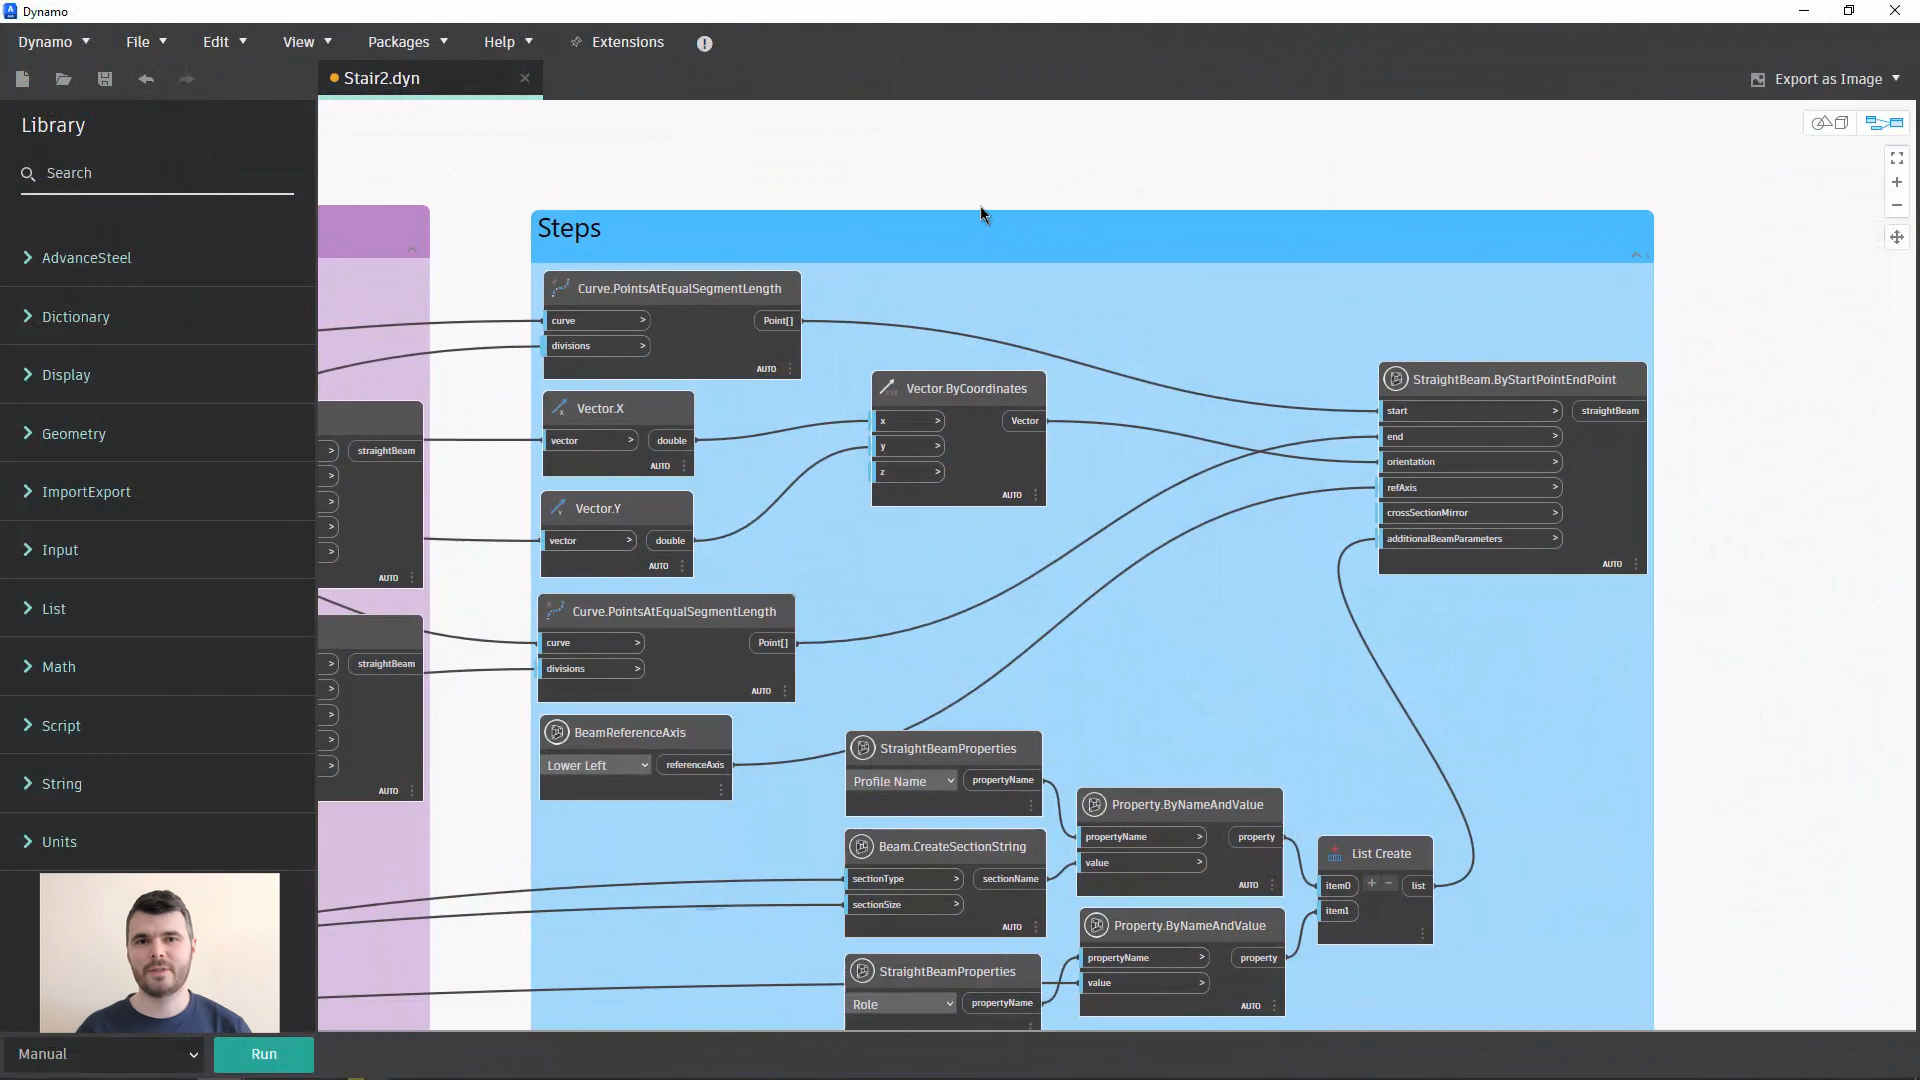 Dynamo
Dynamo File Edit View Packages Help Extensions
Stair2.dyn
Export as Image
Library
Search
AdvanceSteel
Dictionary
Display
Geometry
ImportExport
Input
List
Math
Script
String
Units
Manual
Run
straightBeam
AUTO
straightBeam
AUTO
Steps
Curve.PointsAtEqualSegmentLength
curve > Point[]
divisions >
AUTO
Vector.X
vector > double
AUTO
Vector.Y
vector > double
AUTO
Vector.ByCoordinates
x > Vector
y >
z >
AUTO
Curve.PointsAtEqualSegmentLength
curve > Point[]
divisions >
AUTO
BeamReferenceAxis
Lower Left referenceAxis
StraightBeamProperties
Profile Name propertyName
Beam.CreateSectionString
sectionType > sectionName
sectionSize >
AUTO
StraightBeamProperties
Role propertyName
Property.ByNameAndValue
propertyName > property
value >
AUTO
Property.ByNameAndValue
propertyName > property
value >
AUTO
List Create
item0 + - list
item1
StraightBeam.ByStartPointEndPoint
start > straightBeam
end >
orientation >
refAxis >
crossSectionMirror >
additionalBeamParameters >
AUTO